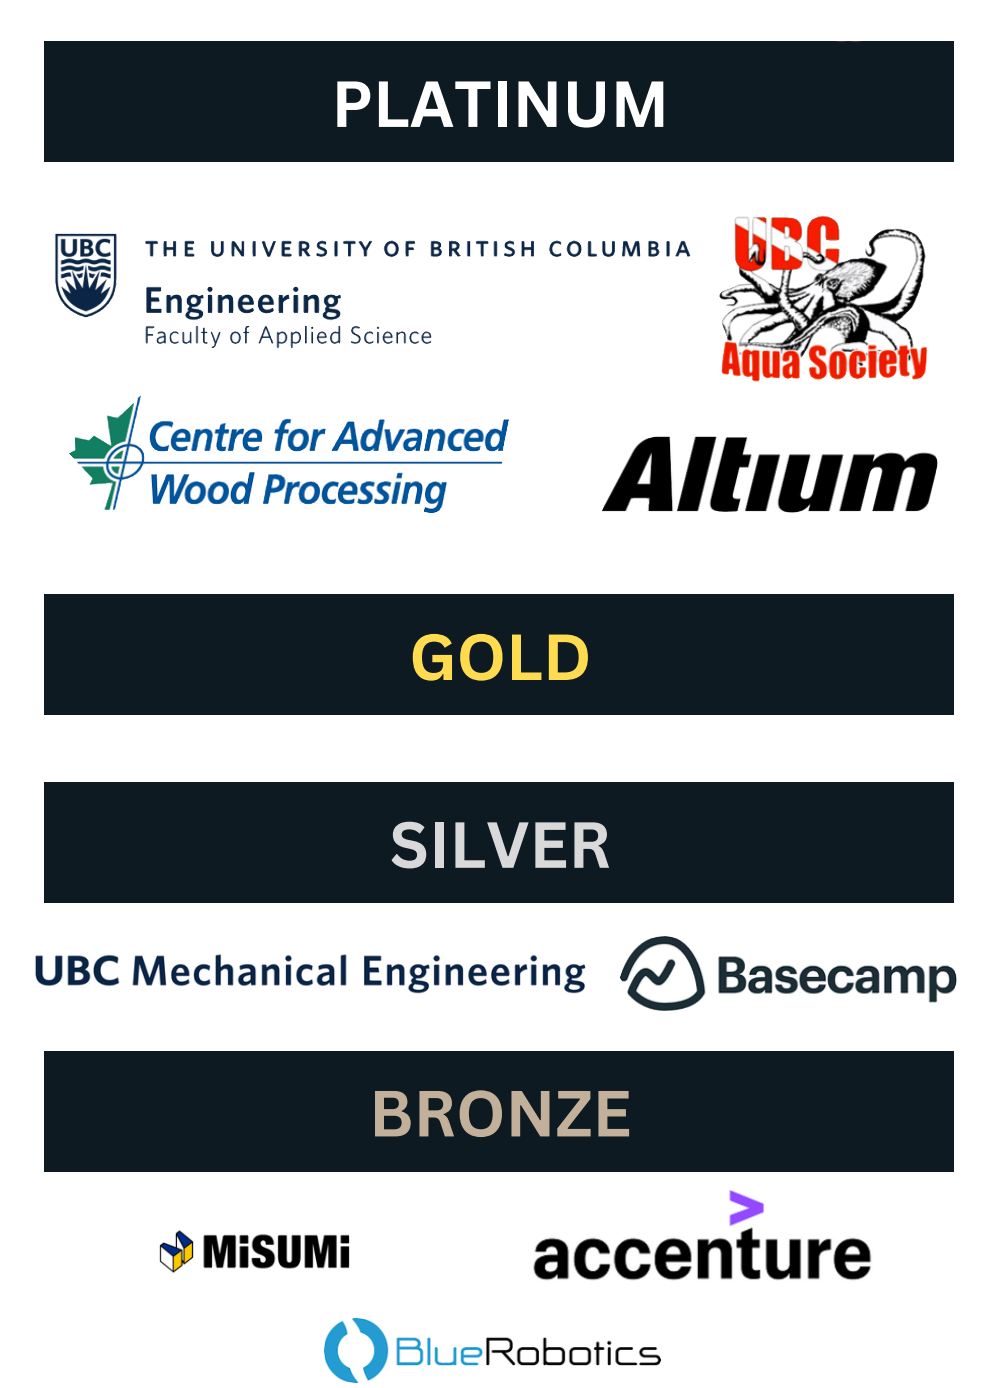 PLATINUM
UBC
THE UNIVERSITY OF BRITISH COLUMBIA
Engineering
Faculty of Applied Science
UBC
Aqua Society
Centre for Advanced
Wood Processing
Altium
GOLD
SILVER
UBC Mechanical Engineering
Basecamp
BRONZE
MiSUMi
accenture
BlueRobotics